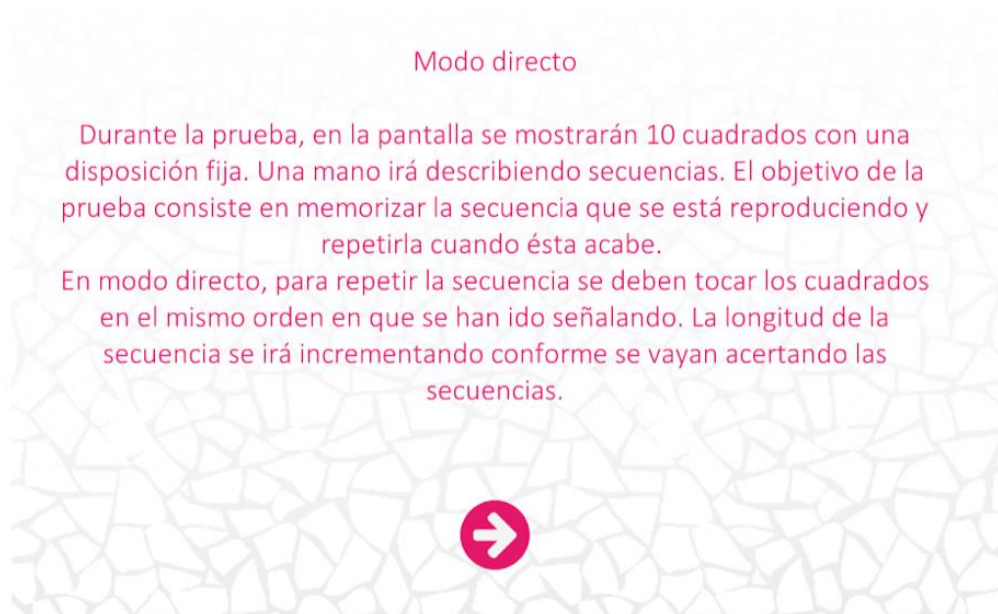 Modo directo
Durante la prueba, en la pantalla se mostrarán 10 cuadrados con una
disposición fija. Una mano irá describiendo secuencias. El objetivo de la
prueba consiste en memorizar la secuencia que se está reproduciendo y
repetirla cuando ésta acabe.
En modo directo, para repetir la secuencia se deben tocar los cuadrados
en el mismo orden en que se han ido señalando. La longitud de la
secuencia se irá incrementando conforme se vayan acertando las
secuencias.